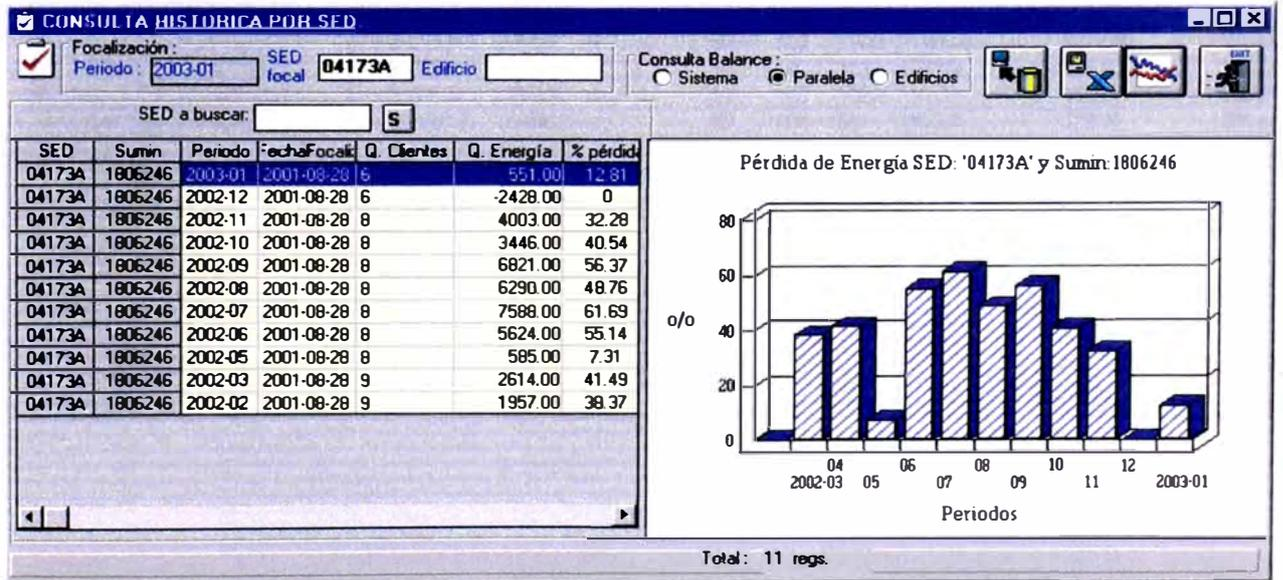 CONSULTA HISTORICA POR SED
Focalización :
Periodo : 2003-01 SED focal 04173A Edificio
Consulta Balance :
Sistema Paralela Edificios
EXIT
SED a buscar: S
SED Sumin Periodo FechaFocaliz Q. Clientes Q. Energía % pérdida
04173A 1806246 2003-01 2001-08-28 6 551.00 12.81
04173A 1806246 2002-12 2001-08-28 6 -2428.00 0
04173A 1806246 2002-11 2001-08-28 8 4003.00 32.28
04173A 1806246 2002-10 2001-08-28 8 3446.00 40.54
04173A 1806246 2002-09 2001-08-28 8 6821.00 56.37
04173A 1806246 2002-08 2001-08-28 8 6290.00 48.76
04173A 1806246 2002-07 2001-08-28 8 7588.00 61.69
04173A 1806246 2002-06 2001-08-28 8 5624.00 55.14
04173A 1806246 2002-05 2001-08-28 8 585.00 7.31
04173A 1806246 2002-03 2001-08-28 9 2614.00 41.49
04173A 1806246 2002-02 2001-08-28 9 1957.00 38.37
Pérdida de Energía SED: '04173A' y Sumin: 1806246
80
60
o/o
40
20
0
04 06 08 10 12
2002-03 05 07 09 11 2003-01
Periodos
Total : 11 regs.